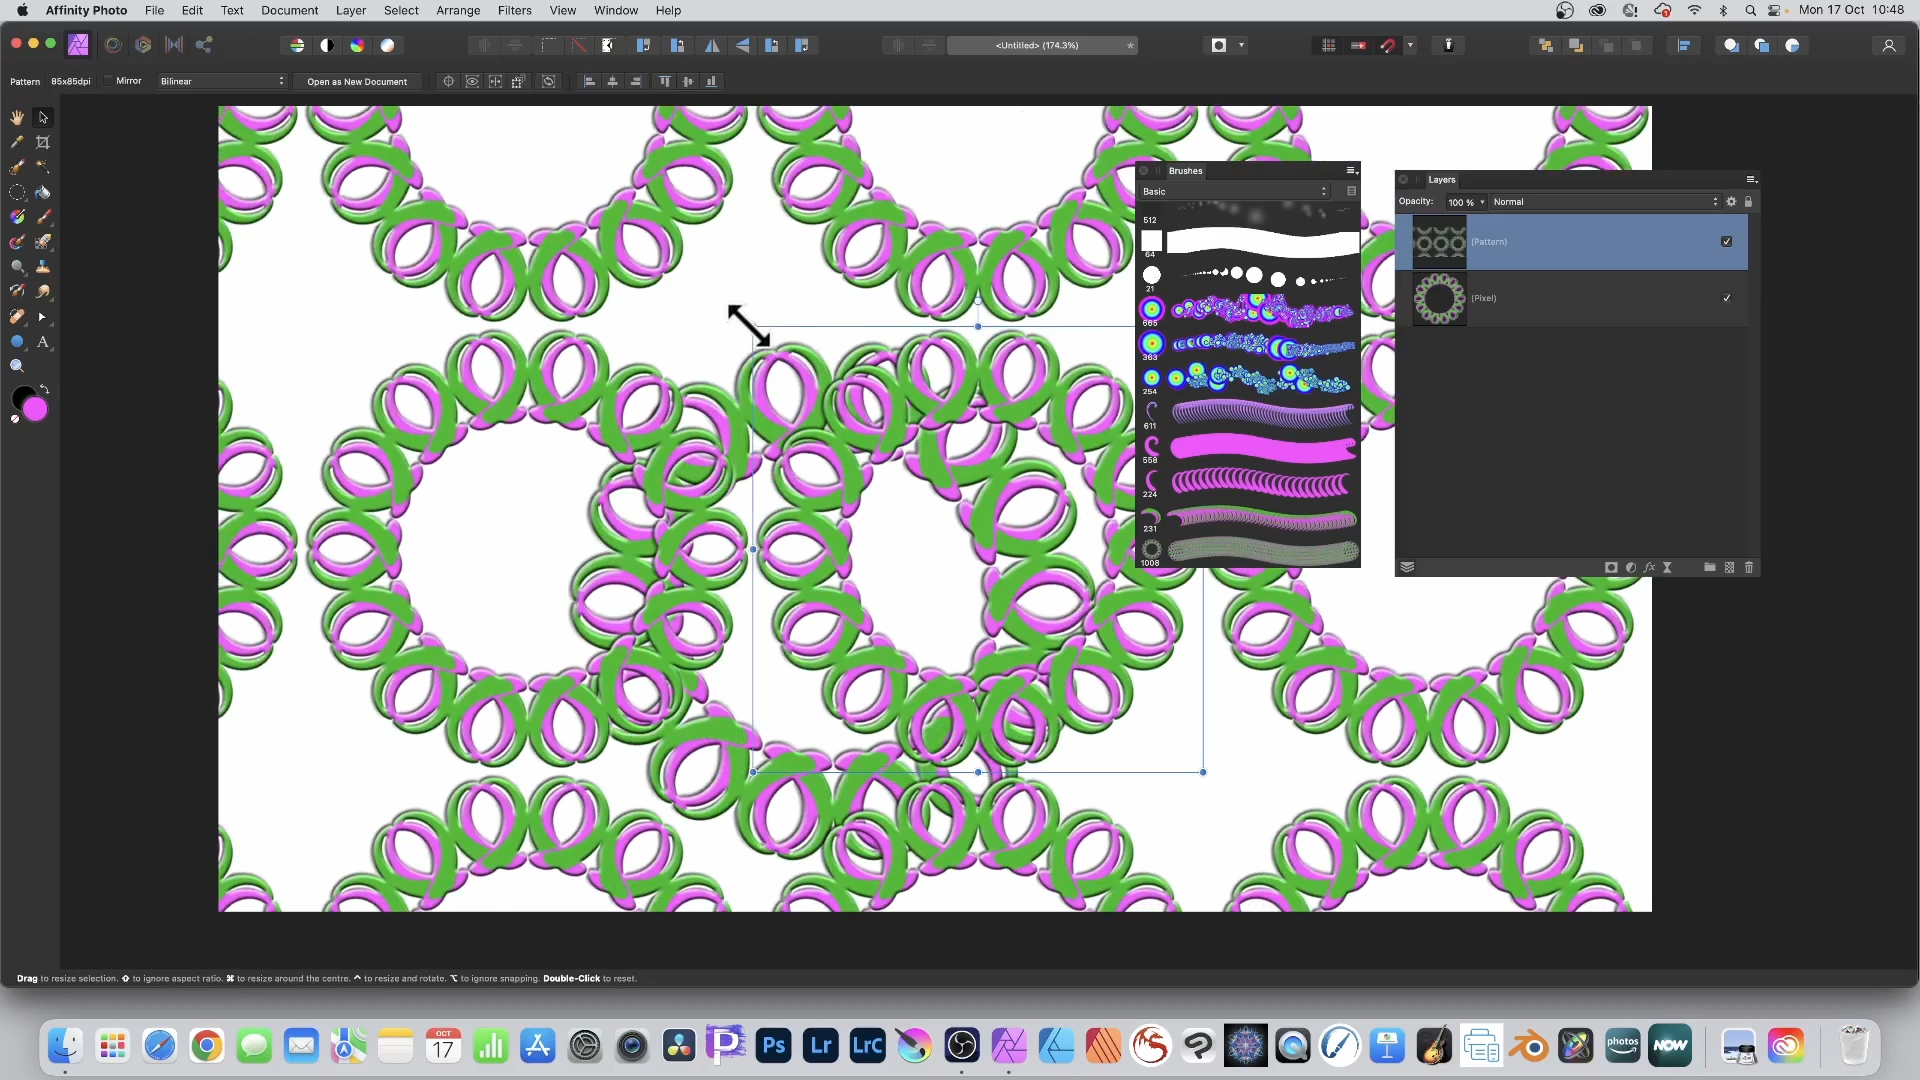 Affinity Photo File Edit Text Document Layer Select Arrange Filters View Window Help Mon 17 Oct 10:48
<Untitled> (174.3%) *
Pattern 85x85dpi Mirror Bilinear Open as New Document
Brushes
Basic
512
64
21
665
363
254
611
558
224
231
1008
Layers
Opacity: 100 % Normal
(Pattern)
(Pixel)
A
Drag to resize selection. ⇧ to ignore aspect ratio. ⌘ to resize around the centre. ^ to resize and rotate. ⌥ to ignore snapping. Double-Click to reset.
OCT
17
Ps
Lr
LrC
photos
NOW